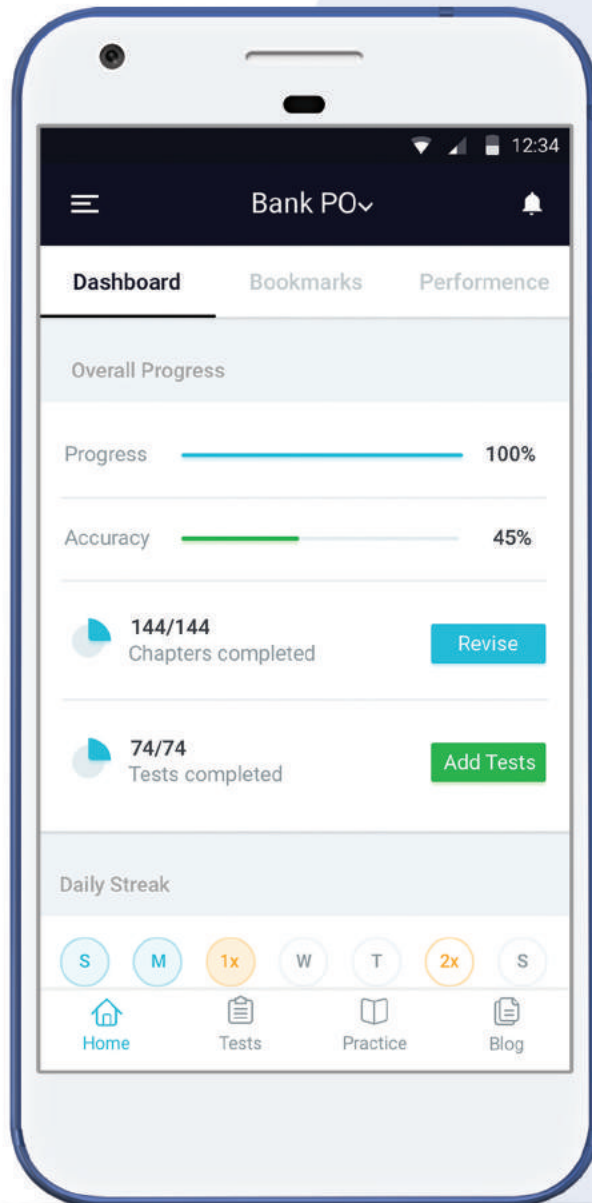 12:34
Bank PO
Dashboard Bookmarks Performence
Overall Progress
Progress 100%
Accuracy 45%
144/144
Chapters completed
Revise
74/74
Tests completed
Add Tests
Daily Streak
S M 1x W T 2x S
Home Tests Practice Blog